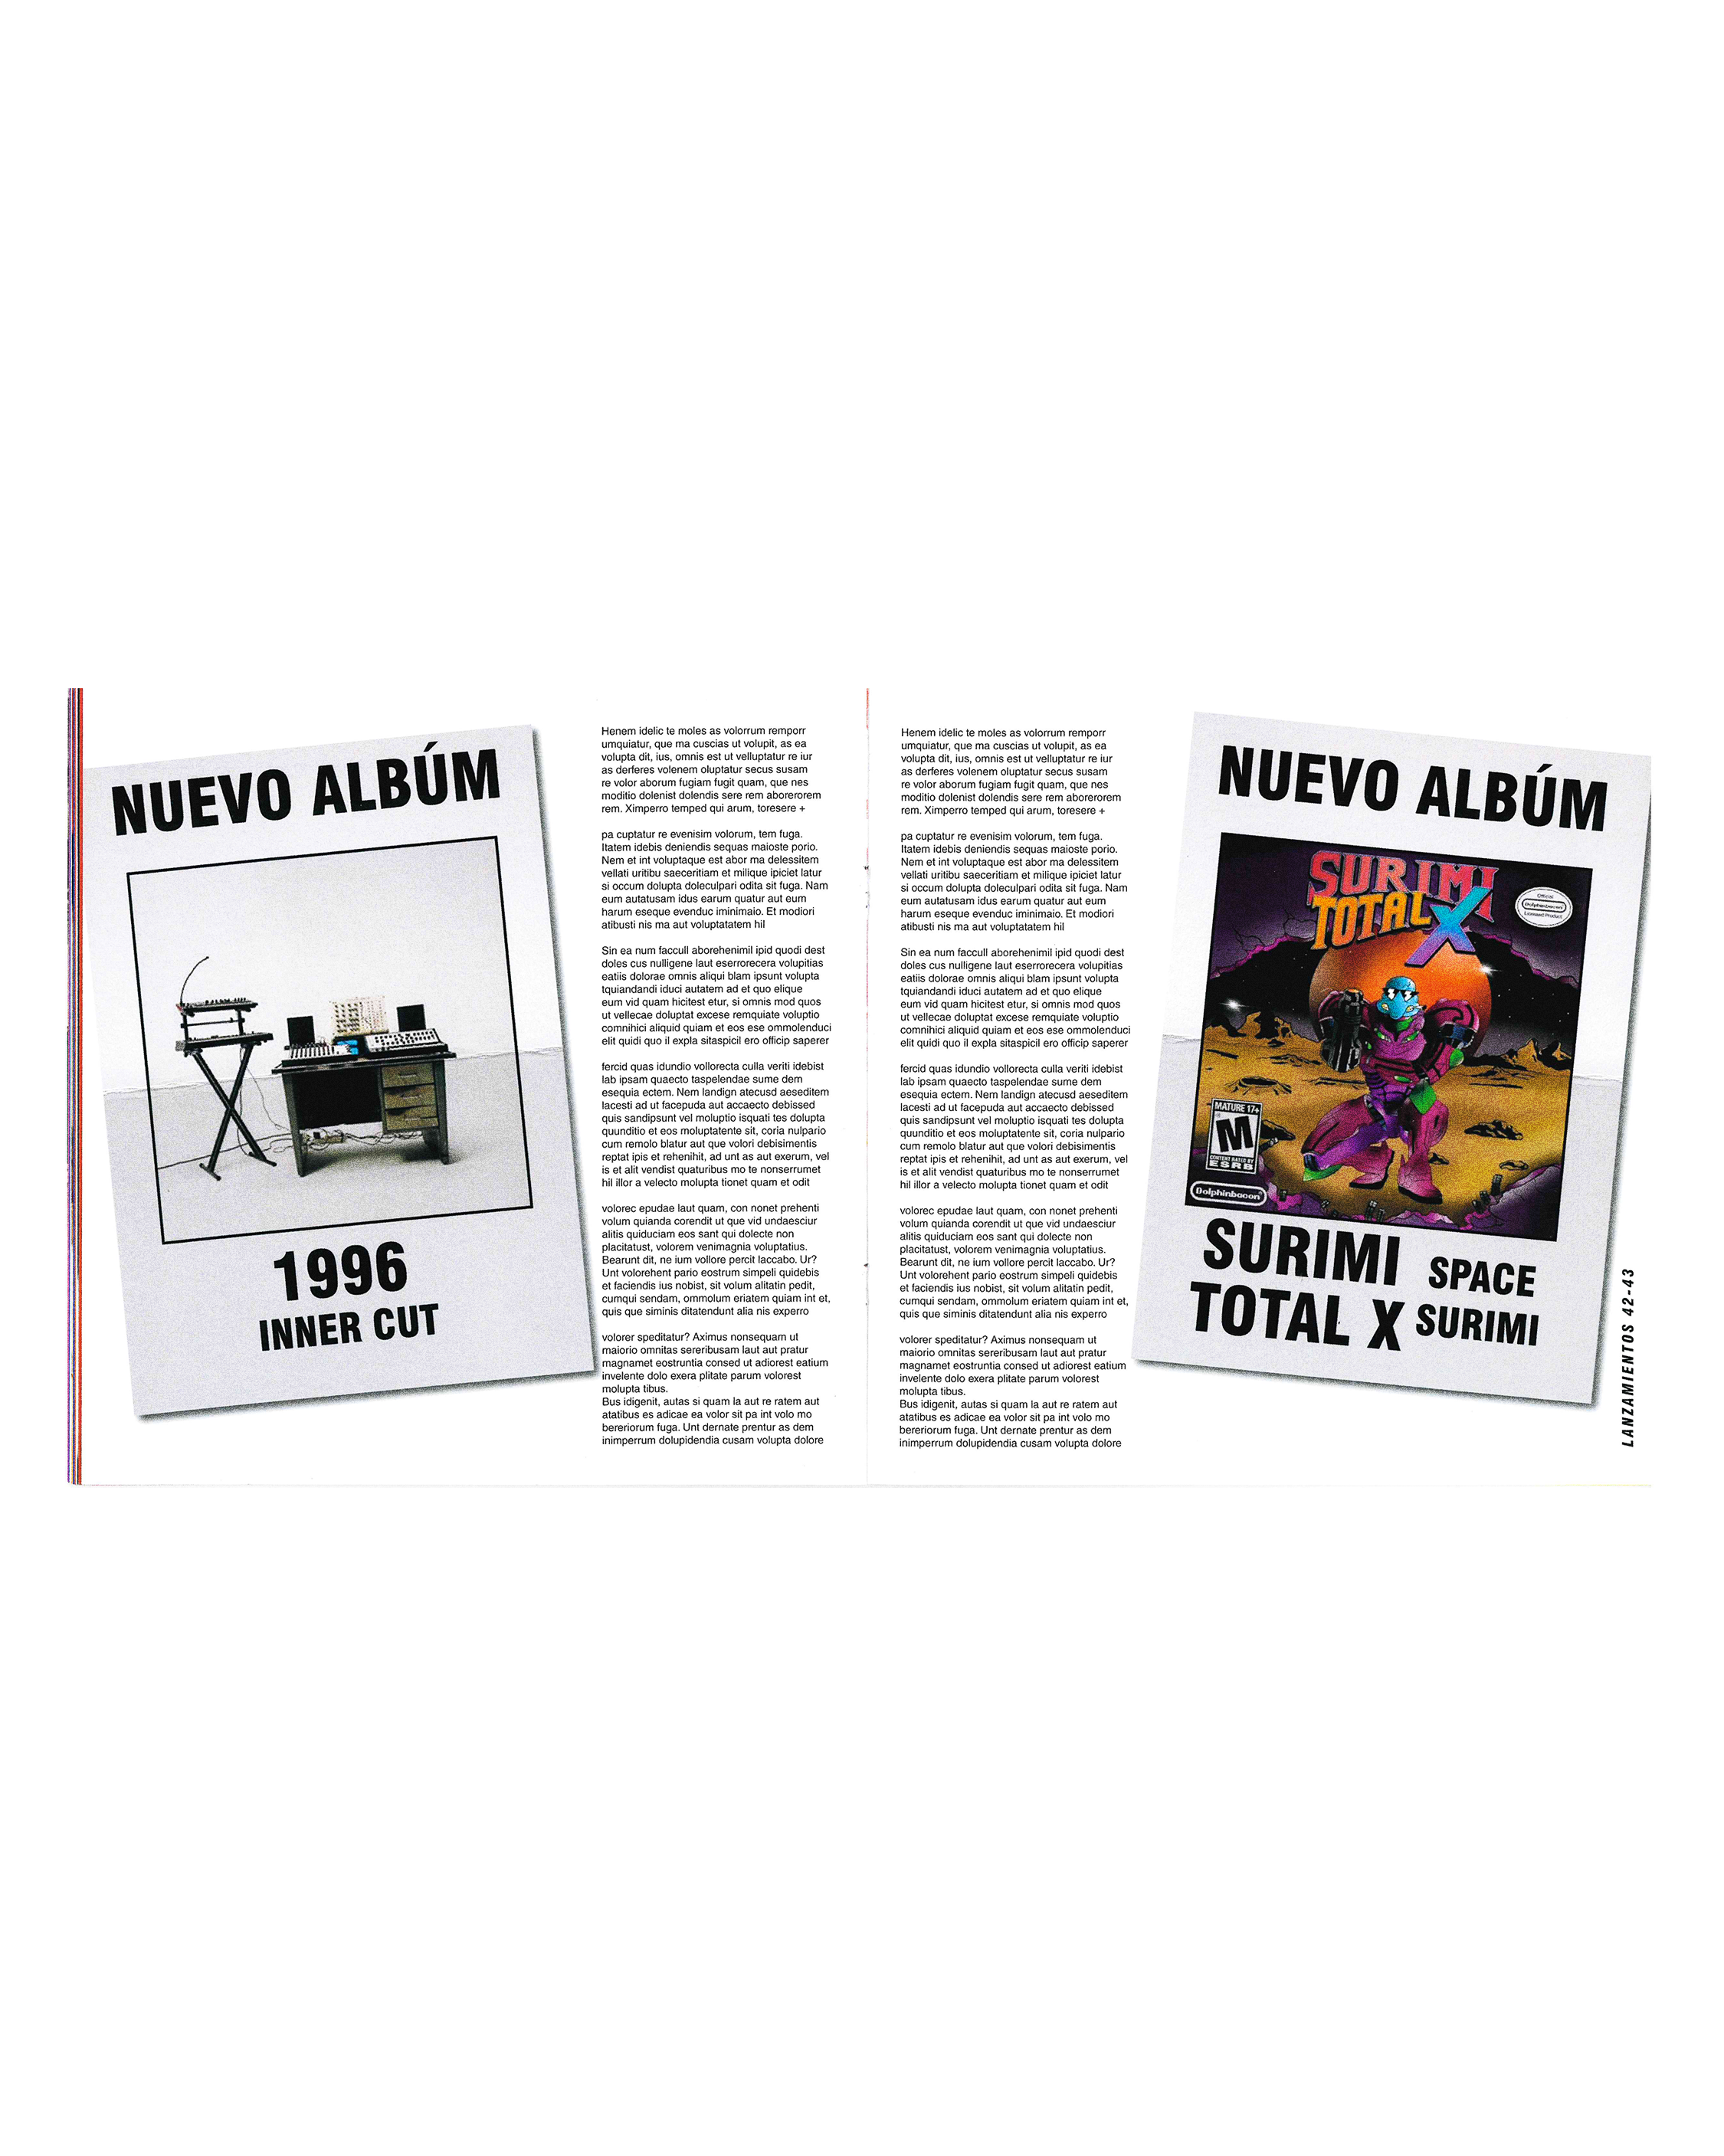 NUEVO ALBÚM
1996
INNER CUT
Henem idelic te moles as volorrum remporr
umquiatur, que ma cuscias ut volupit, as ea
volupta dit, ius, omnis est ut velluptatur re iur
as derferes volenem oluptatur secus susam
re volor aborum fugiam fugit quam, que nes
moditio dolenist dolendis sere rem aborerorem
rem. Ximperro temped qui arum, toresere +
pa cuptatur re evenisim volorum, tem fuga.
Itatem idebis deniendis sequas maioste porio.
Nem et int voluptaque est abor ma delessitem
vellati uritibu saeceritiam et milique ipiciet latur
si occum dolupta doleculpari odita sit fuga. Nam
eum autatusam idus earum quatur aut eum
harum eseque evenduc iminimaio. Et modiori
atibusti nis ma aut voluptatatem hil
Sin ea num faccull aborehenimil ipid quodi dest
doles cus nulligene laut eserrorecera volupitias
eatiis dolorae omnis aliqui blam ipsunt volupta
tquiandandi iduci autatem ad et quo elique
eum vid quam hicitest etur, si omnis mod quos
ut vellecae doluptat excese remquiate voluptio
comnihici aliquid quiam et eos ese ommolenduci
elit quidi quo il expla sitaspicil ero officip saperer
fercid quas idundio vollorecta culla veriti idebist
lab ipsam quaecto taspelendae sume dem
esequia ectem. Nem landign atecusd aeseditem
lacesti ad ut facepuda aut accaecto debissed
quis sandipsunt vel moluptio isquati tes dolupta
quunditio et eos moluptatente sit, coria nulpario
cum remolo blatur aut que volori debisimentis
reptat ipis et rehenihit, ad unt as aut exerum, vel
is et alit vendist quaturibus mo te nonserrumet
hil illor a velecto molupta tionet quam et odit
volorec epudae laut quam, con nonet prehenti
volum quianda corendit ut que vid undaesciur
alitis quiduciam eos sant qui dolecte non
placitatust, volorem venimagnia voluptatius.
Bearunt dit, ne ium vollore percit laccabo. Ur?
Unt volorehent pario eostrum simpeli quidebis
et faciendis ius nobist, sit volum alitatin pedit,
cumqui sendam, ommolum eriatem quiam int et,
quis que siminis ditatendunt alia nis experro
volorer speditatur? Aximus nonsequam ut
maiorio omnitas sereribusam laut aut pratur
magnamet eostruntia consed ut adiorest eatium
invelente dolo exera plitate parum volorest
molupta tibus.
Bus idigenit, autas si quam la aut re ratem aut
atatibus es adicae ea volor sit pa int volo mo
bereriorum fuga. Unt dernate prentur as dem
inimperrum dolupidendia cusam volupta dolore
Henem idelic te moles as volorrum remporr
umquiatur, que ma cuscias ut volupit, as ea
volupta dit, ius, omnis est ut velluptatur re iur
as derferes volenem oluptatur secus susam
re volor aborum fugiam fugit quam, que nes
moditio dolenist dolendis sere rem aborerorem
rem. Ximperro temped qui arum, toresere +
pa cuptatur re evenisim volorum, tem fuga.
Itatem idebis deniendis sequas maioste porio.
Nem et int voluptaque est abor ma delessitem
vellati uritibu saeceritiam et milique ipiciet latur
si occum dolupta doleculpari odita sit fuga. Nam
eum autatusam idus earum quatur aut eum
harum eseque evenduc iminimaio. Et modiori
atibusti nis ma aut voluptatatem hil
Sin ea num faccull aborehenimil ipid quodi dest
doles cus nulligene laut eserrorecera volupitias
eatiis dolorae omnis aliqui blam ipsunt volupta
tquiandandi iduci autatem ad et quo elique
eum vid quam hicitest etur, si omnis mod quos
ut vellecae doluptat excese remquiate voluptio
comnihici aliquid quiam et eos ese ommolenduci
elit quidi quo il expla sitaspicil ero officip saperer
fercid quas idundio vollorecta culla veriti idebist
lab ipsam quaecto taspelendae sume dem
esequia ectem. Nem landign atecusd aeseditem
lacesti ad ut facepuda aut accaecto debissed
quis sandipsunt vel moluptio isquati tes dolupta
quunditio et eos moluptatente sit, coria nulpario
cum remolo blatur aut que volori debisimentis
reptat ipis et rehenihit, ad unt as aut exerum, vel
is et alit vendist quaturibus mo te nonserrumet
hil illor a velecto molupta tionet quam et odit
volorec epudae laut quam, con nonet prehenti
volum quianda corendit ut que vid undaesciur
alitis quiduciam eos sant qui dolecte non
placitatust, volorem venimagnia voluptatius.
Bearunt dit, ne ium vollore percit laccabo. Ur?
Unt volorehent pario eostrum simpeli quidebis
et faciendis ius nobist, sit volum alitatin pedit,
cumqui sendam, ommolum eriatem quiam int et,
quis que siminis ditatendunt alia nis experro
volorer speditatur? Aximus nonsequam ut
maiorio omnitas sereribusam laut aut pratur
magnamet eostruntia consed ut adiorest eatium
invelente dolo exera plitate parum volorest
molupta tibus.
Bus idigenit, autas si quam la aut re ratem aut
atatibus es adicae ea volor sit pa int volo mo
bereriorum fuga. Unt dernate prentur as dem
inimperrum dolupidendia cusam volupta dolore
NUEVO ALBÚM
SURIMI
TOTAL X
Official
Dolphinbacon
Licensed Product
MATURE 17+
M
CONTENT RATED BY
ESRB
Dolphinbacon
SURIMI
TOTAL X
SPACE
SURIMI
LANZAMIENTOS 42-43